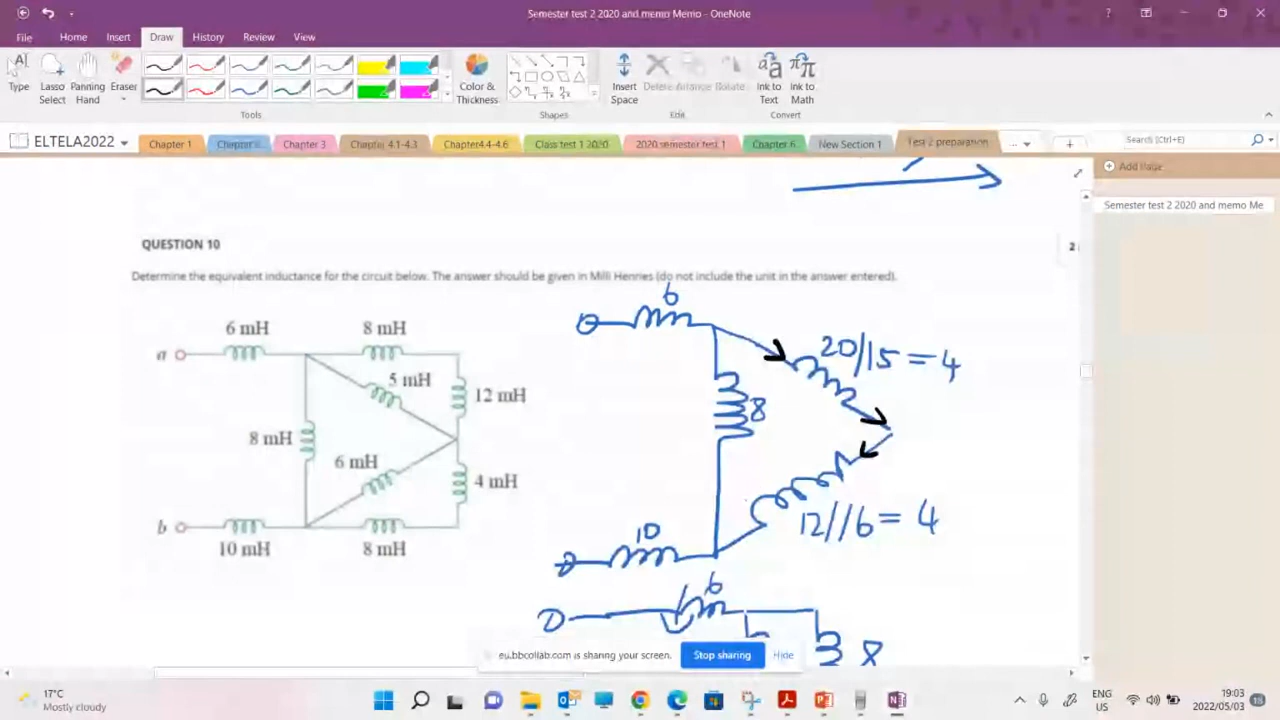 Semester test 2 2020 and memo Memo - OneNote
File Home Insert Draw History Review View
Type
Lasso Select
Panning Hand
Eraser
Color & Thickness
Insert Space
Delete
Arrange
Rotate
Ink to Text
Ink to Math
Tools
Shapes
Edit
Convert
ELTELA2022
Chapter 1
Chapter 3
Chapter 4.1-4.3
Chapter4.4-4.6
Class test 1 2020
2020 semester test 1
Chapter 6
New Section 1
Test 2 preparation
Search (Ctrl+E)
Add Page
Semester test 2 2020 and memo Me
QUESTION 10
2
Determine the equivalent inductance for the circuit below. The answer should be given in Milli Henries (do not include the unit in the answer entered).
6 mH
8 mH
a
5 mH
12 mH
8 mH
6 mH
4 mH
b
10 mH
8 mH
6
20//5 = 4
8
12//6 = 4
10
6
8
eu.bbcollab.com is sharing your screen.
Stop sharing
Hide
17°C
Mostly cloudy
ENG
US
19:03
2022/05/03